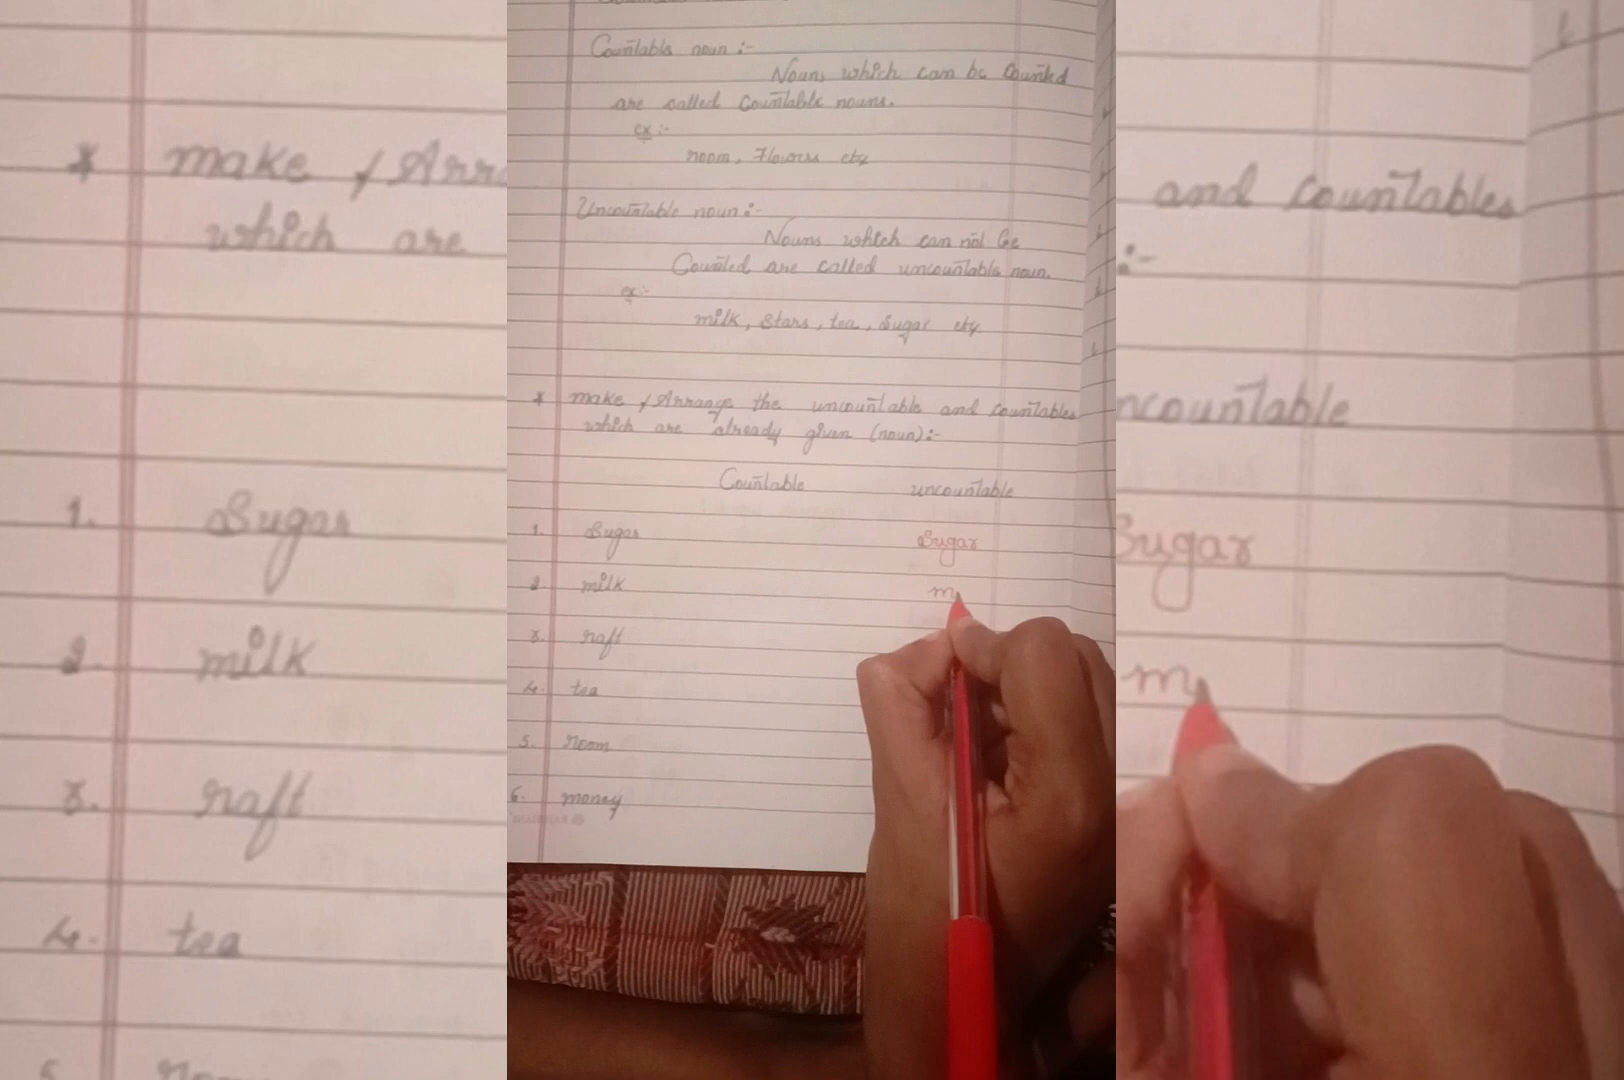 Countable noun :-
Nouns which can be Counted
are called Countable nouns.
ex :-
room, Flowers etc
Uncountable noun :-
Nouns which can not be
Counted are called uncountable noun.
ex :-
milk, stars, tea, Sugar etc.
* make / Arrange the uncountable and countables
which are already given (noun) :-
Countable uncountable
1. Sugar Sugar
2. milk m
3. raft
4. tea
5. room
6. money